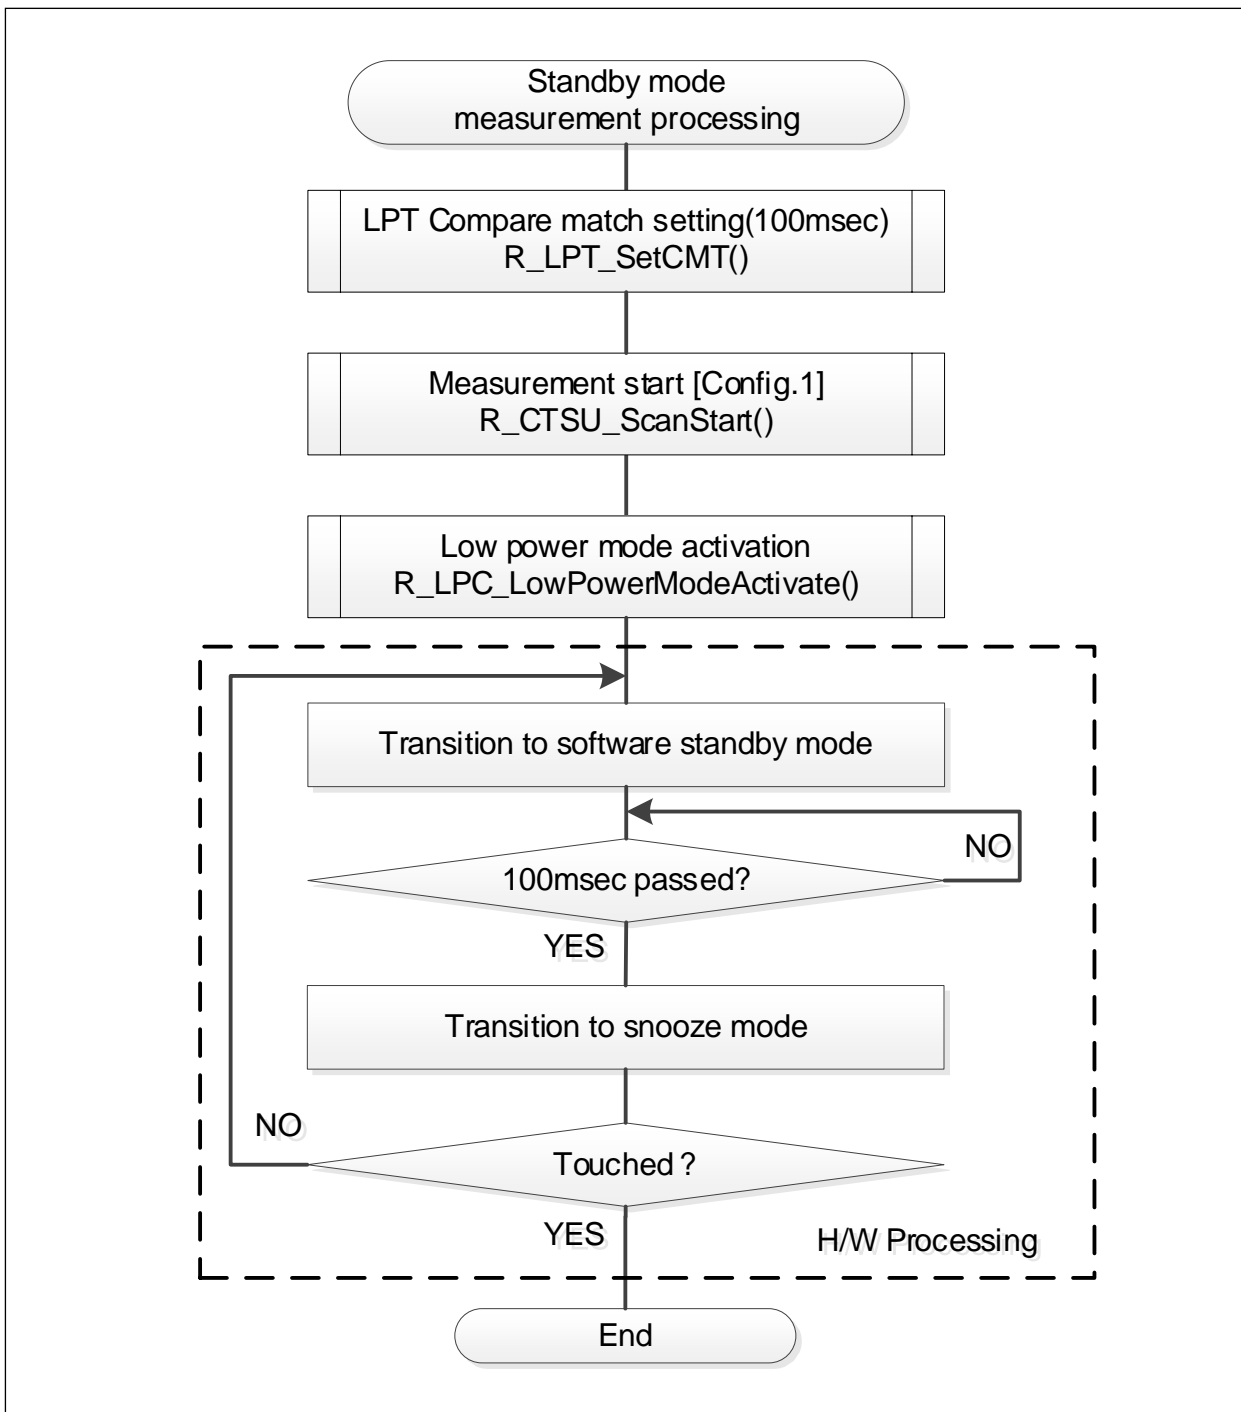 Standby mode
measurement processing
LPT Compare match setting(100msec)
R_LPT_SetCMT()
Measurement start [Config.1]
R_CTSU_ScanStart()
Low power mode activation
R_LPC_LowPowerModeActivate()
Transition to software standby mode
NO
100msec passed?
YES
Transition to snooze mode
NO
Touched ?
YES
H/W Processing
End